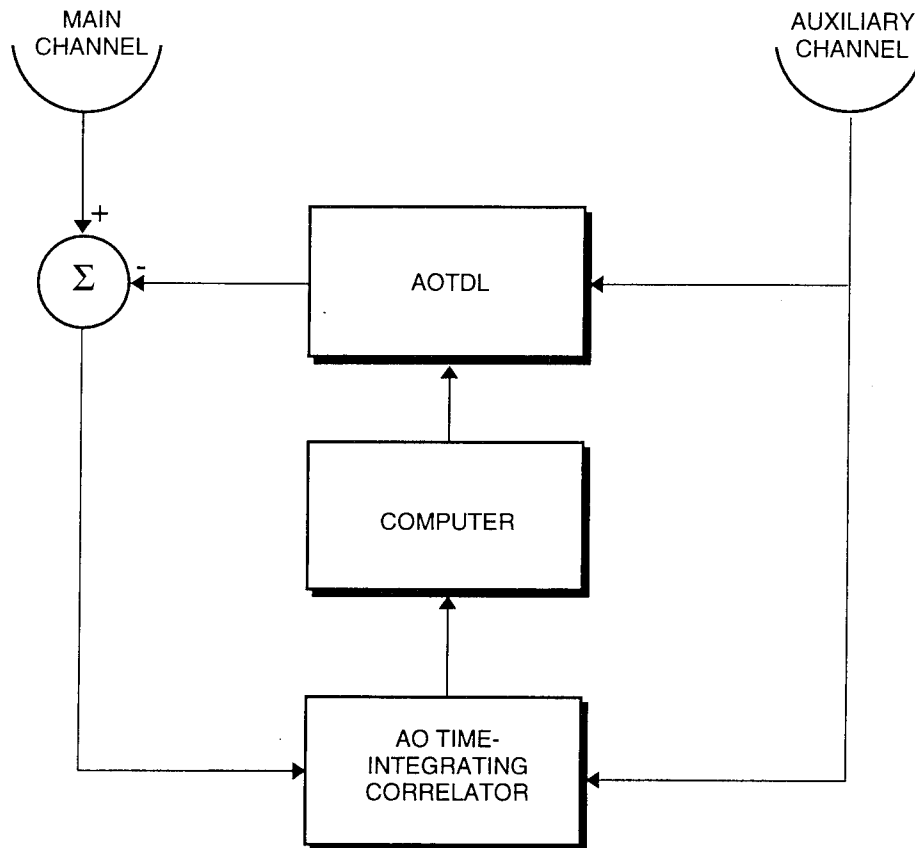 MAIN
CHANNEL
AUXILIARY
CHANNEL
+
Σ
-
AOTDL
COMPUTER
AO TIME-
INTEGRATING
CORRELATOR